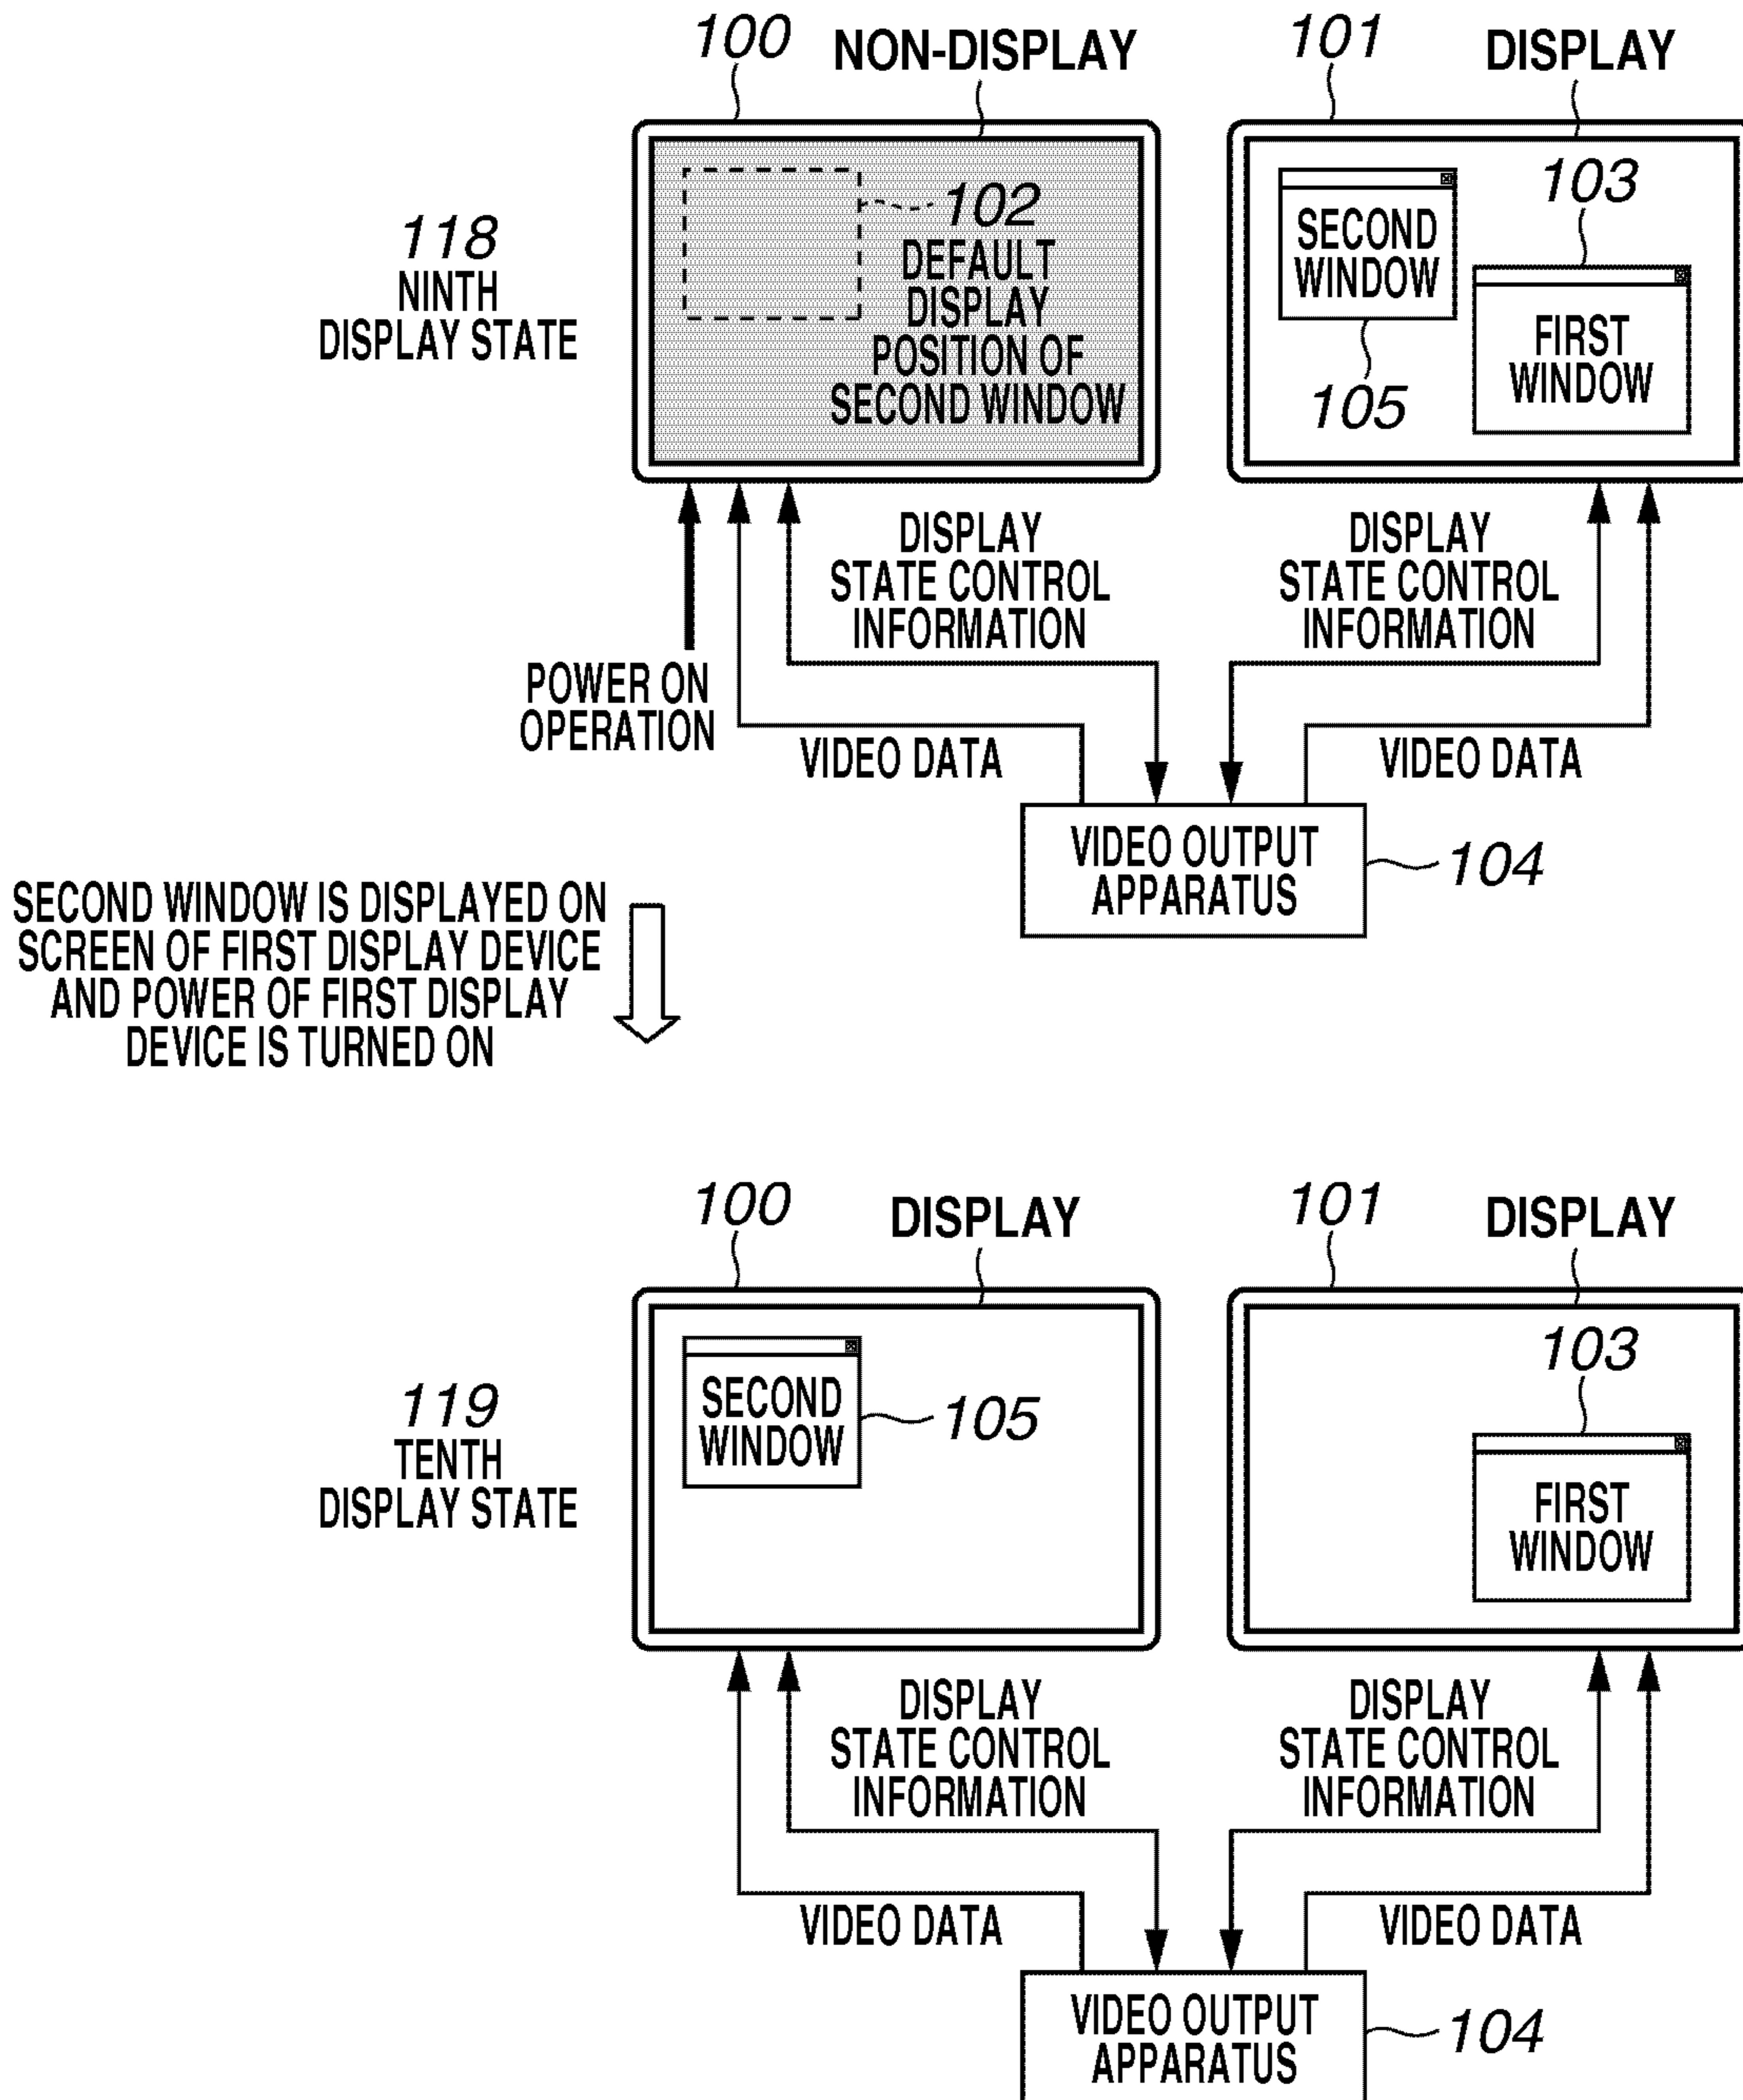 100
NON-DISPLAY
101
DISPLAY
118
NINTH
DISPLAY STATE
102
DEFAULT
DISPLAY
POSITION OF
SECOND WINDOW
SECOND
WINDOW
105
103
FIRST
WINDOW
POWER ON
OPERATION
DISPLAY
STATE CONTROL
INFORMATION
DISPLAY
STATE CONTROL
INFORMATION
VIDEO DATA
VIDEO DATA
VIDEO OUTPUT
APPARATUS
104
SECOND WINDOW IS DISPLAYED ON
SCREEN OF FIRST DISPLAY DEVICE
AND POWER OF FIRST DISPLAY
DEVICE IS TURNED ON
100
DISPLAY
101
DISPLAY
119
TENTH
DISPLAY STATE
SECOND
WINDOW
105
103
FIRST
WINDOW
DISPLAY
STATE CONTROL
INFORMATION
DISPLAY
STATE CONTROL
INFORMATION
VIDEO DATA
VIDEO DATA
VIDEO OUTPUT
APPARATUS
104